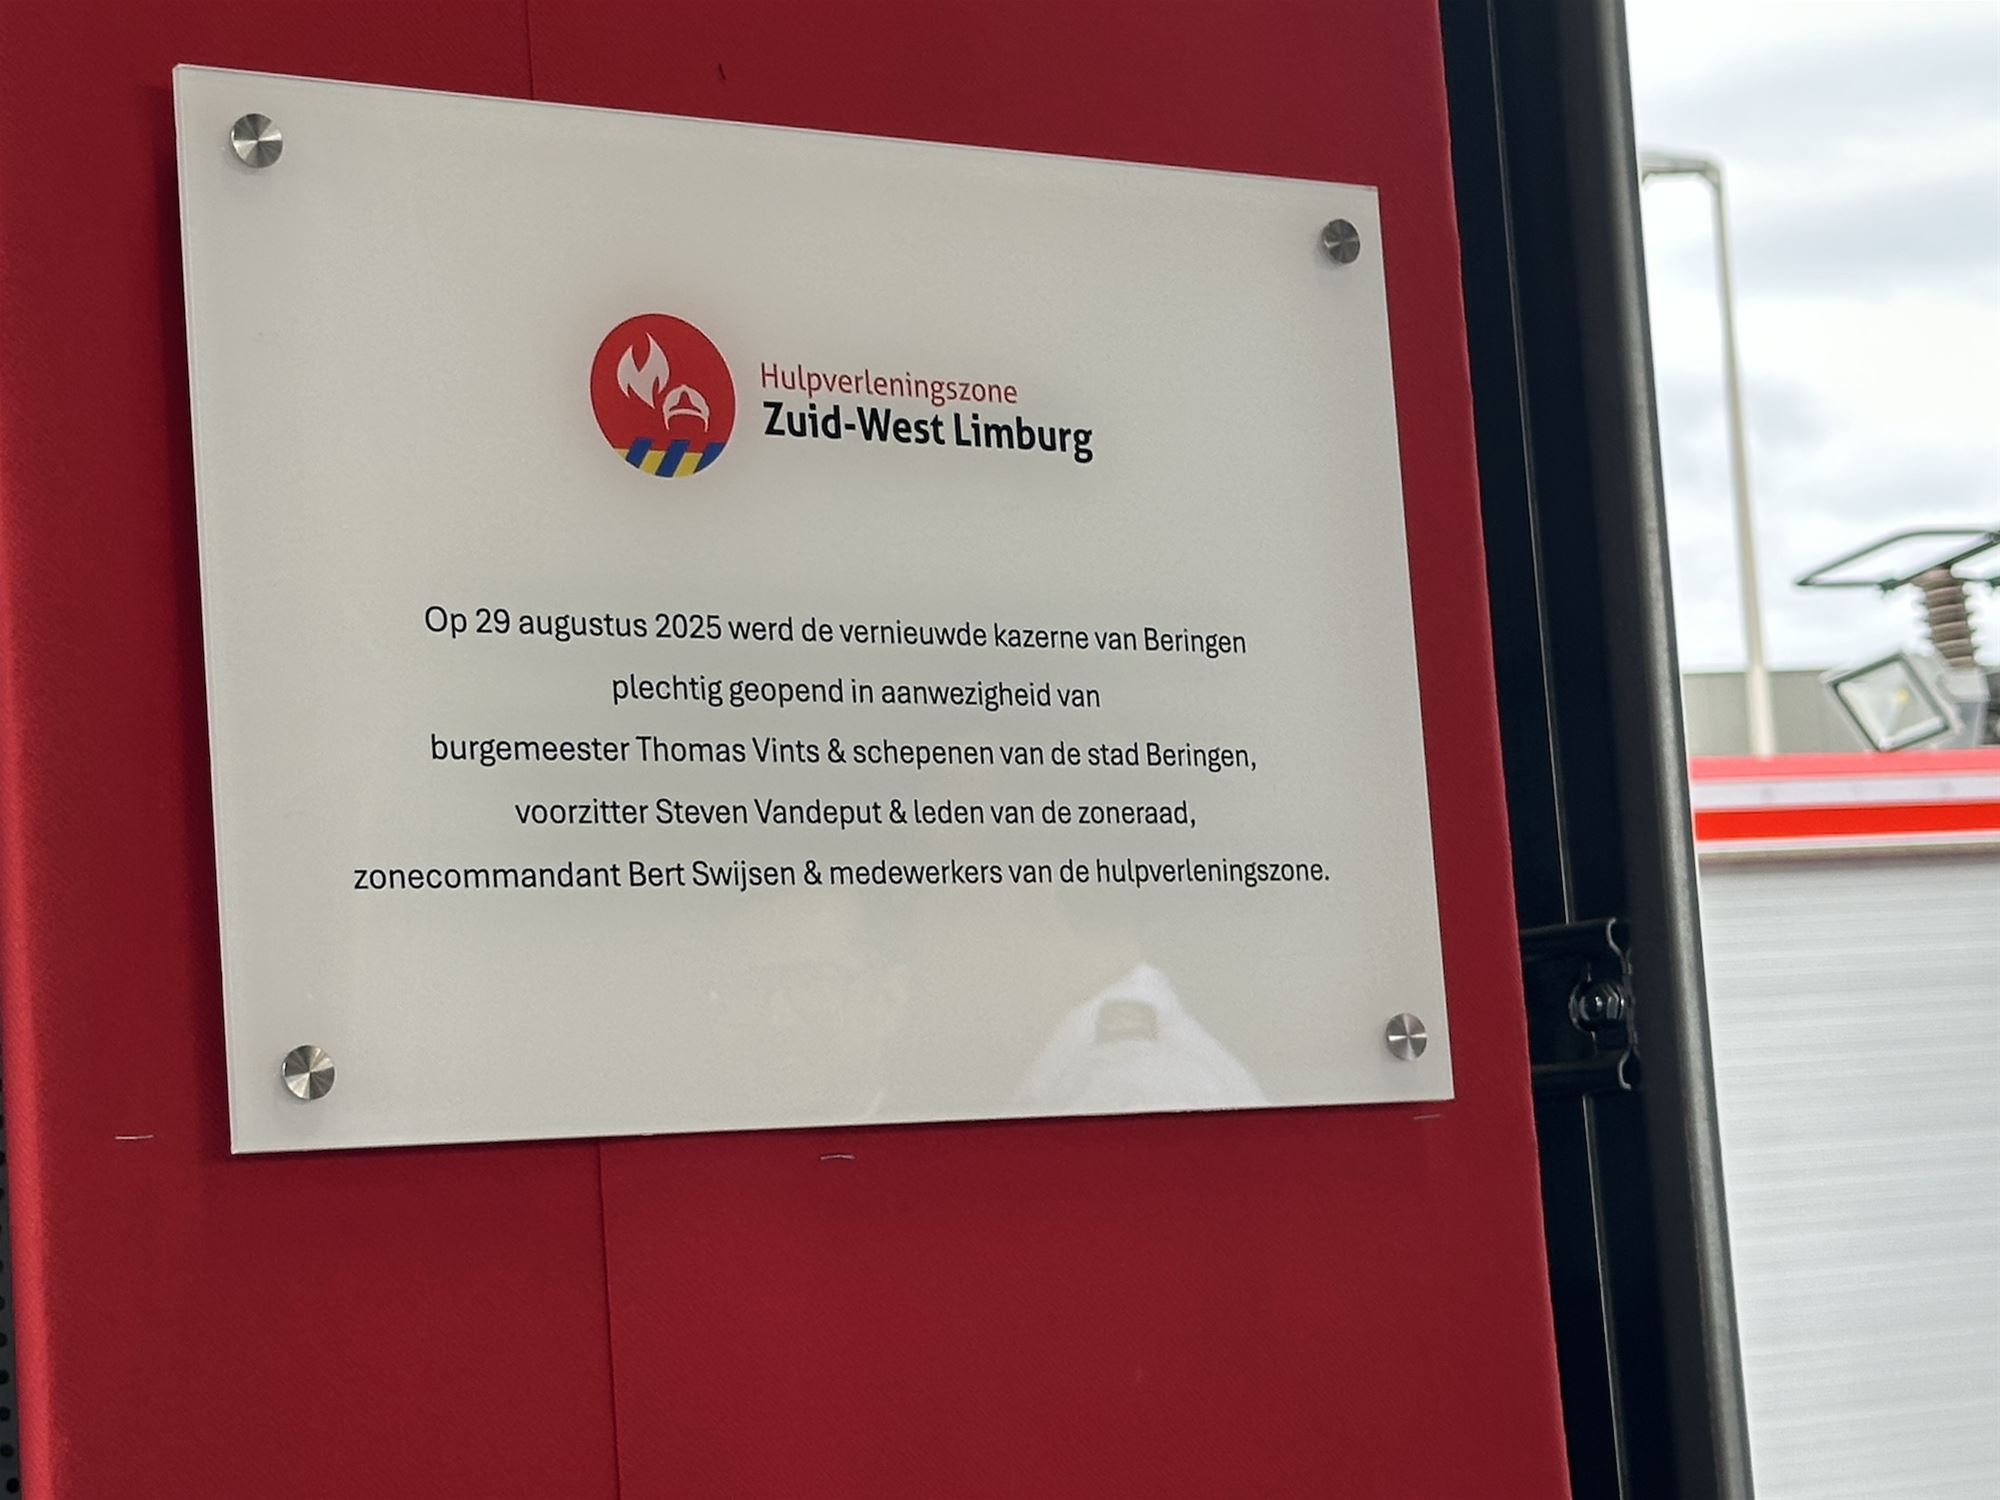 Hulpverleningszone
Zuid-West Limburg
Op 29 augustus 2025 werd de vernieuwde kazerne van Beringen
plechtig geopend in aanwezigheid van
burgemeester Thomas Vints & schepenen van de stad Beringen,
voorzitter Steven Vandeput & leden van de zoneraad,
zonecommandant Bert Swijsen & medewerkers van de hulpverleningszone.